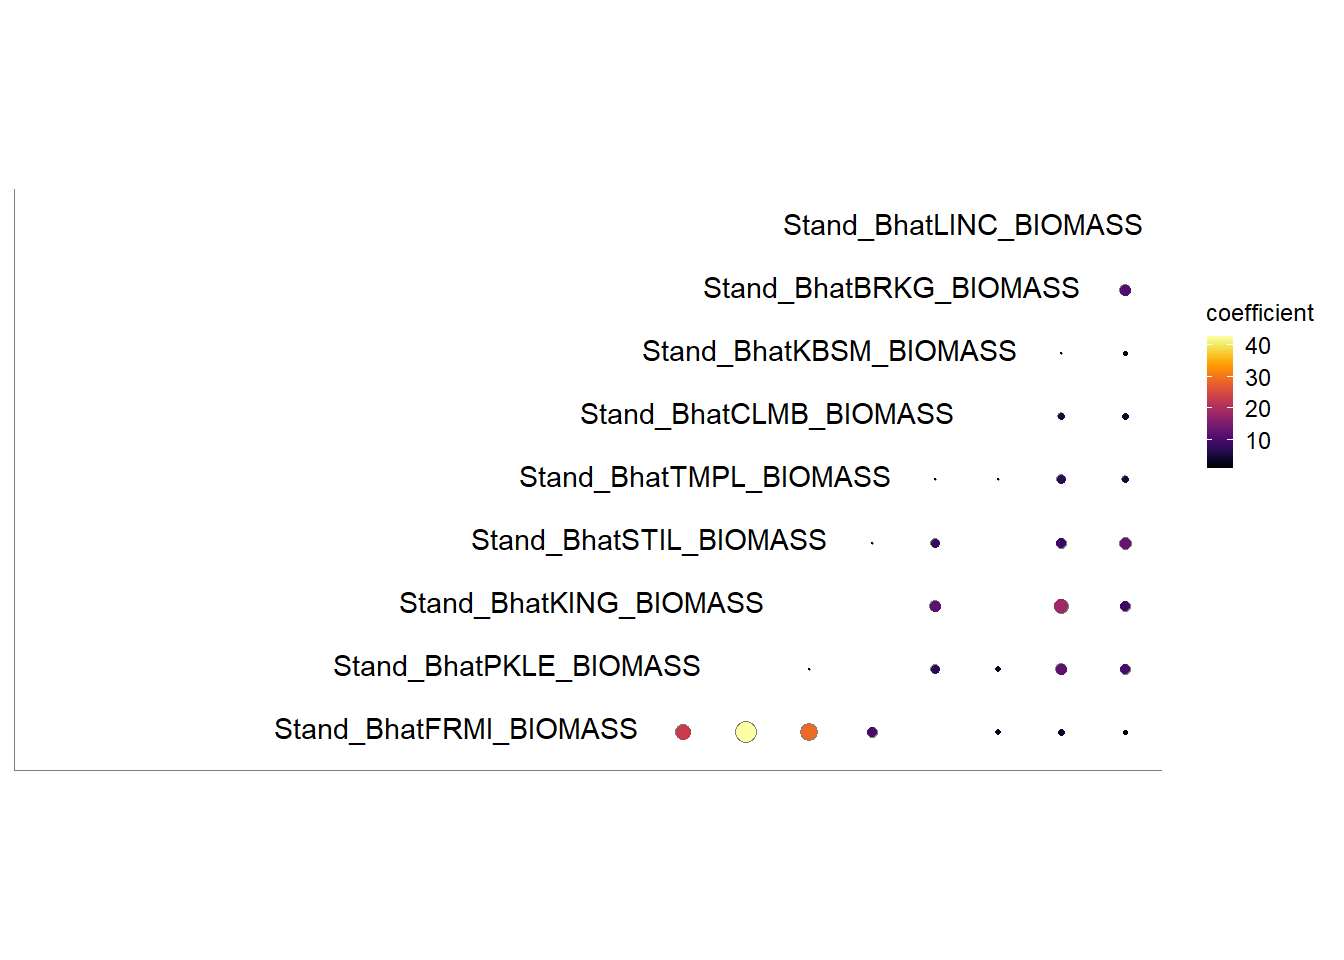 Stand_BhatLINC_BIOMASS
Stand_BhatBRKG_BIOMASS
coefficient
Stand_BhatKBSM_BIOMASS
40
30
Stand_BhatCLMB_BIOMASS
20
10
Stand_BhatTMPL_BIOMASS
Stand_BhatSTIL_BIOMASS
Stand_BhatKING_BIOMASS
Stand_BhatPKLE_BIOMASS
Stand_BhatFRMI_BIOMASS